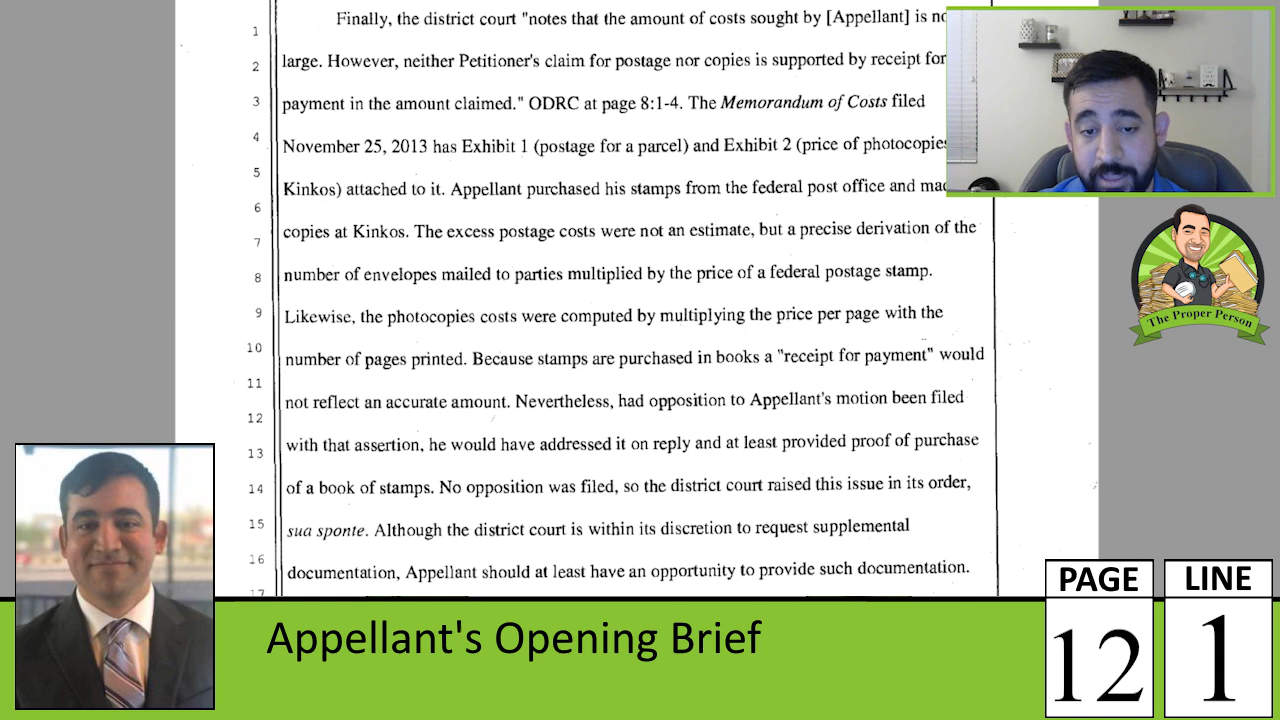 Finally, the district court "notes that the amount of costs sought by [Appellant] is
1
large. However, neither Petitioner's claim for postage nor copies is supported by receipt for
2
payment in the amount claimed." ODRC at page 8:1-4. The Memorandum of Costs filed
3
November 25, 2013 has Exhibit 1 (postage for a parcel) and Exhibit 2 (price of
4
Kinkos) attached to it. Appellant purchased his stamps from the federal post office and
5
copies at Kinkos. The excess postage costs were not an estimate, but a precise derivation of the
6
number of envelopes mailed to parties multiplied by the price of a federal postage stamp.
7
8
Likewise, the photocopies costs were computed by multiplying the price per page with the
9
number of pages printed. Because stamps are purchased in books a "receipt for payment" would
10
not reflect an accurate amount. Nevertheless, had opposition to Appellant's motion been filed
11
with that assertion, he would have addressed it on reply and at least provided proof of purchase
12
13
of a book of stamps. No opposition was filed, so the district court raised this issue in its order,
14
sua sponte. Although the district court is within its discretion to request supplemental
15
documentation, Appellant should at least have an opportunity to provide such documentation.
16
17
The Proper Person
Appellant's Opening Brief
PAGE
12
LINE
1